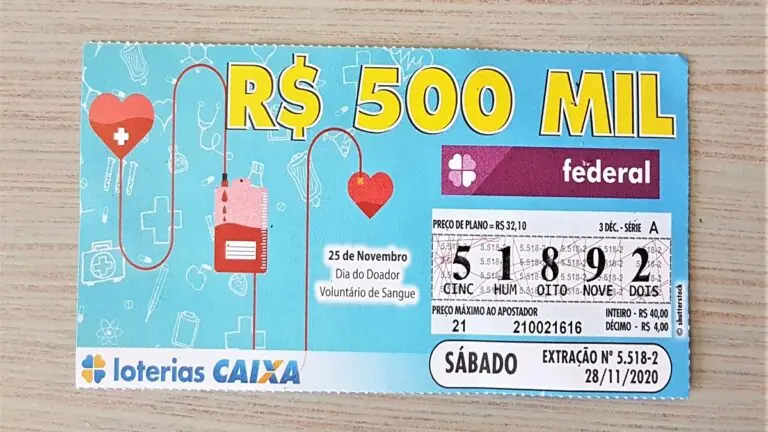 R$ 500 MIL
federal
25 de Novembro
Dia do Doador
Voluntário de Sangue
PREÇO DE PLANO = R$ 32,10 3 DÉC. - SÉRIE A
5 1 8 9 2
CINC HUM OITO NOVE DOIS
PREÇO MÁXIMO AO APOSTADOR INTEIRO - R$ 40,00
21 210021616 DÉCIMO - R$ 4,00
© shutterstock
loterias CAIXA
SÁBADO EXTRAÇÃO Nº 5.518-2
28/11/2020